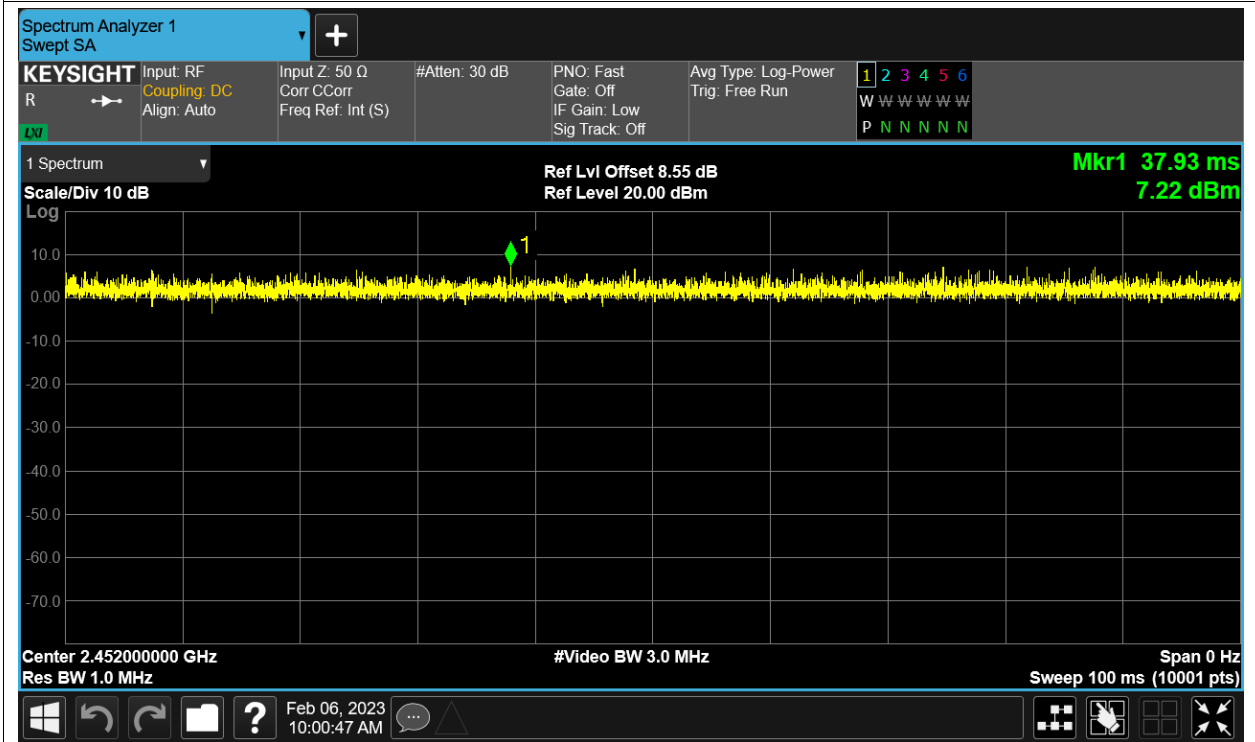 Spectrum Analyzer 1
Swept SA
+
KEYSIGHT
R
LXI
Input: RF
Coupling: DC
Align: Auto
Input Z: 50 Ω
Corr CCorr
Freq Ref: Int (S)
#Atten: 30 dB
PNO: Fast
Gate: Off
IF Gain: Low
Sig Track: Off
Avg Type: Log-Power
Trig: Free Run
1 2 3 4 5 6
W W W W W W
P N N N N N
1 Spectrum
Scale/Div 10 dB
Log
Ref Lvl Offset 8.55 dB
Ref Level 20.00 dBm
Mkr1 37.93 ms
7.22 dBm
1
10.0
0.00
-10.0
-20.0
-30.0
-40.0
-50.0
-60.0
-70.0
Center 2.452000000 GHz
Res BW 1.0 MHz
#Video BW 3.0 MHz
Span 0 Hz
Sweep 100 ms (10001 pts)
?
Feb 06, 2023
10:00:47 AM